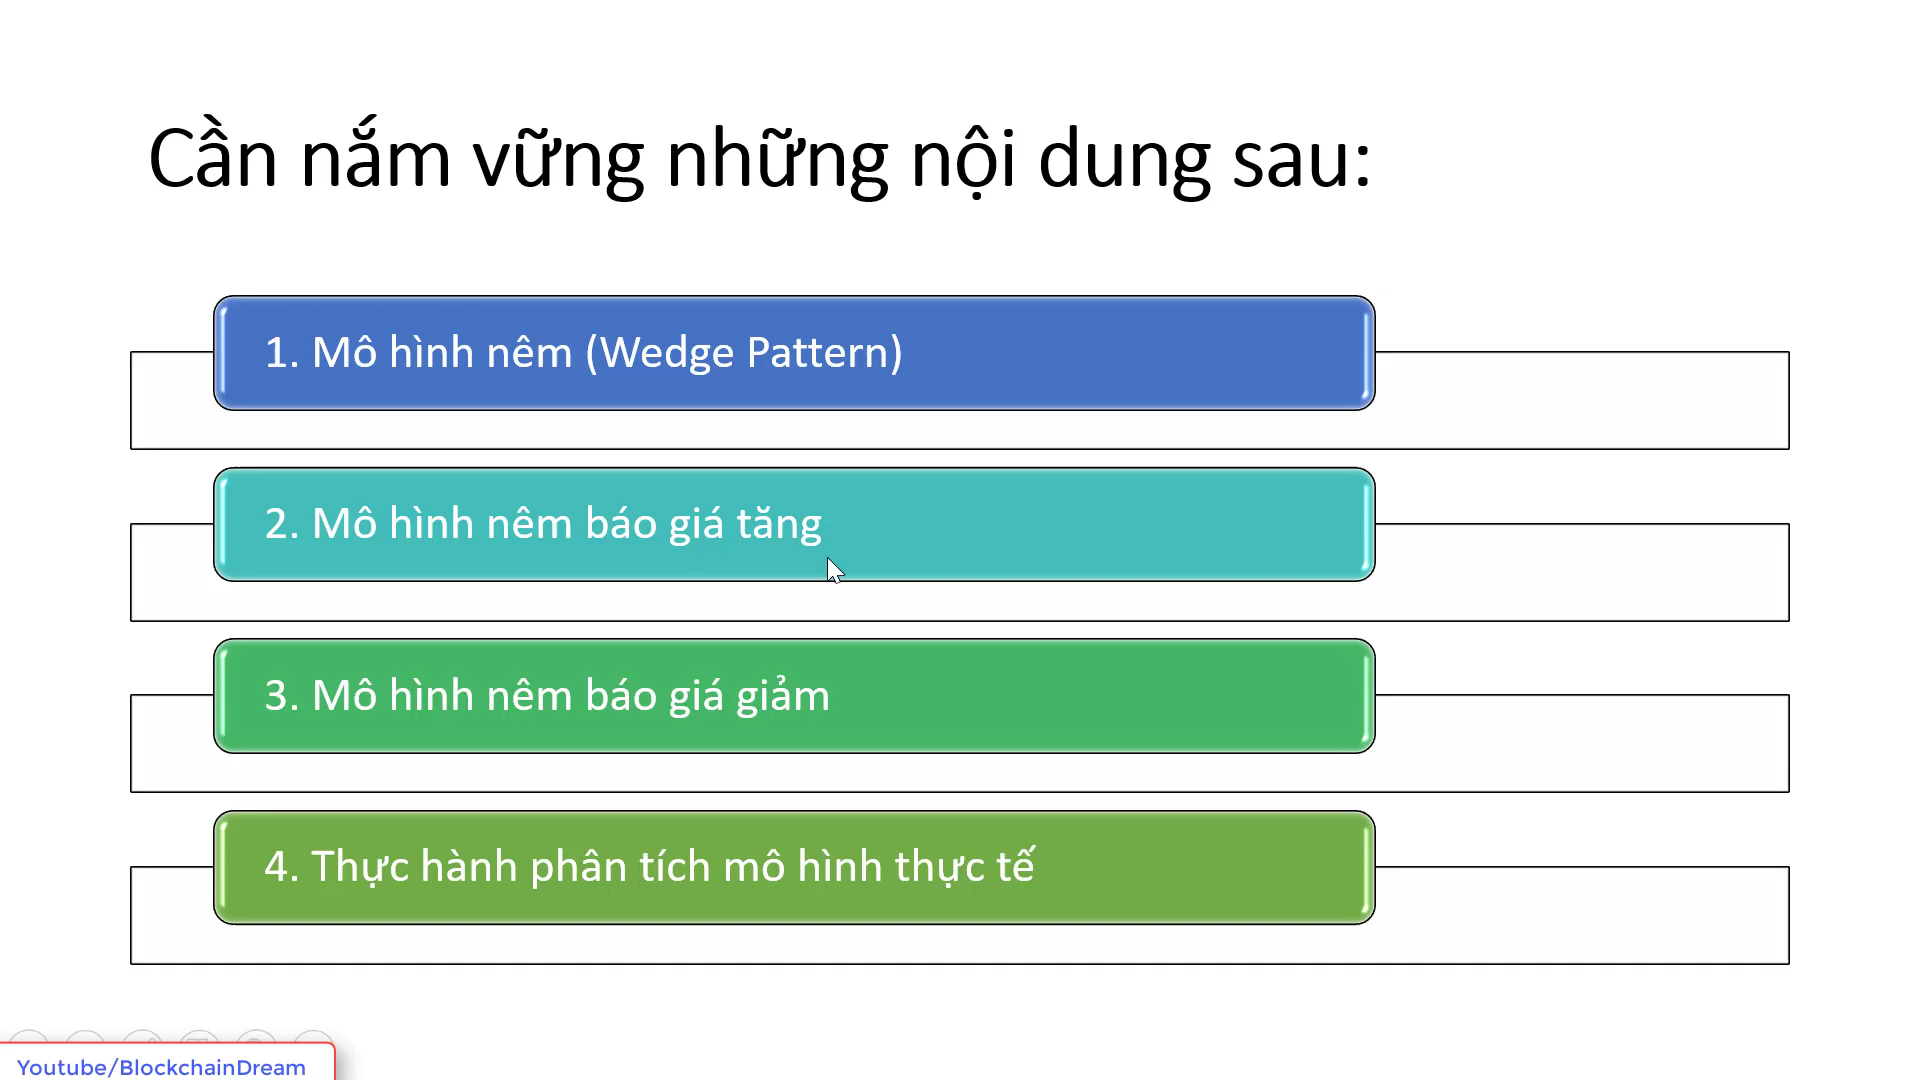 Cần nắm vững những nội dung sau:
1. Mô hình nêm (Wedge Pattern)
2. Mô hình nêm báo giá tăng
3. Mô hình nêm báo giá giảm
4. Thực hành phân tích mô hình thực tế
Youtube/BlockchainDream